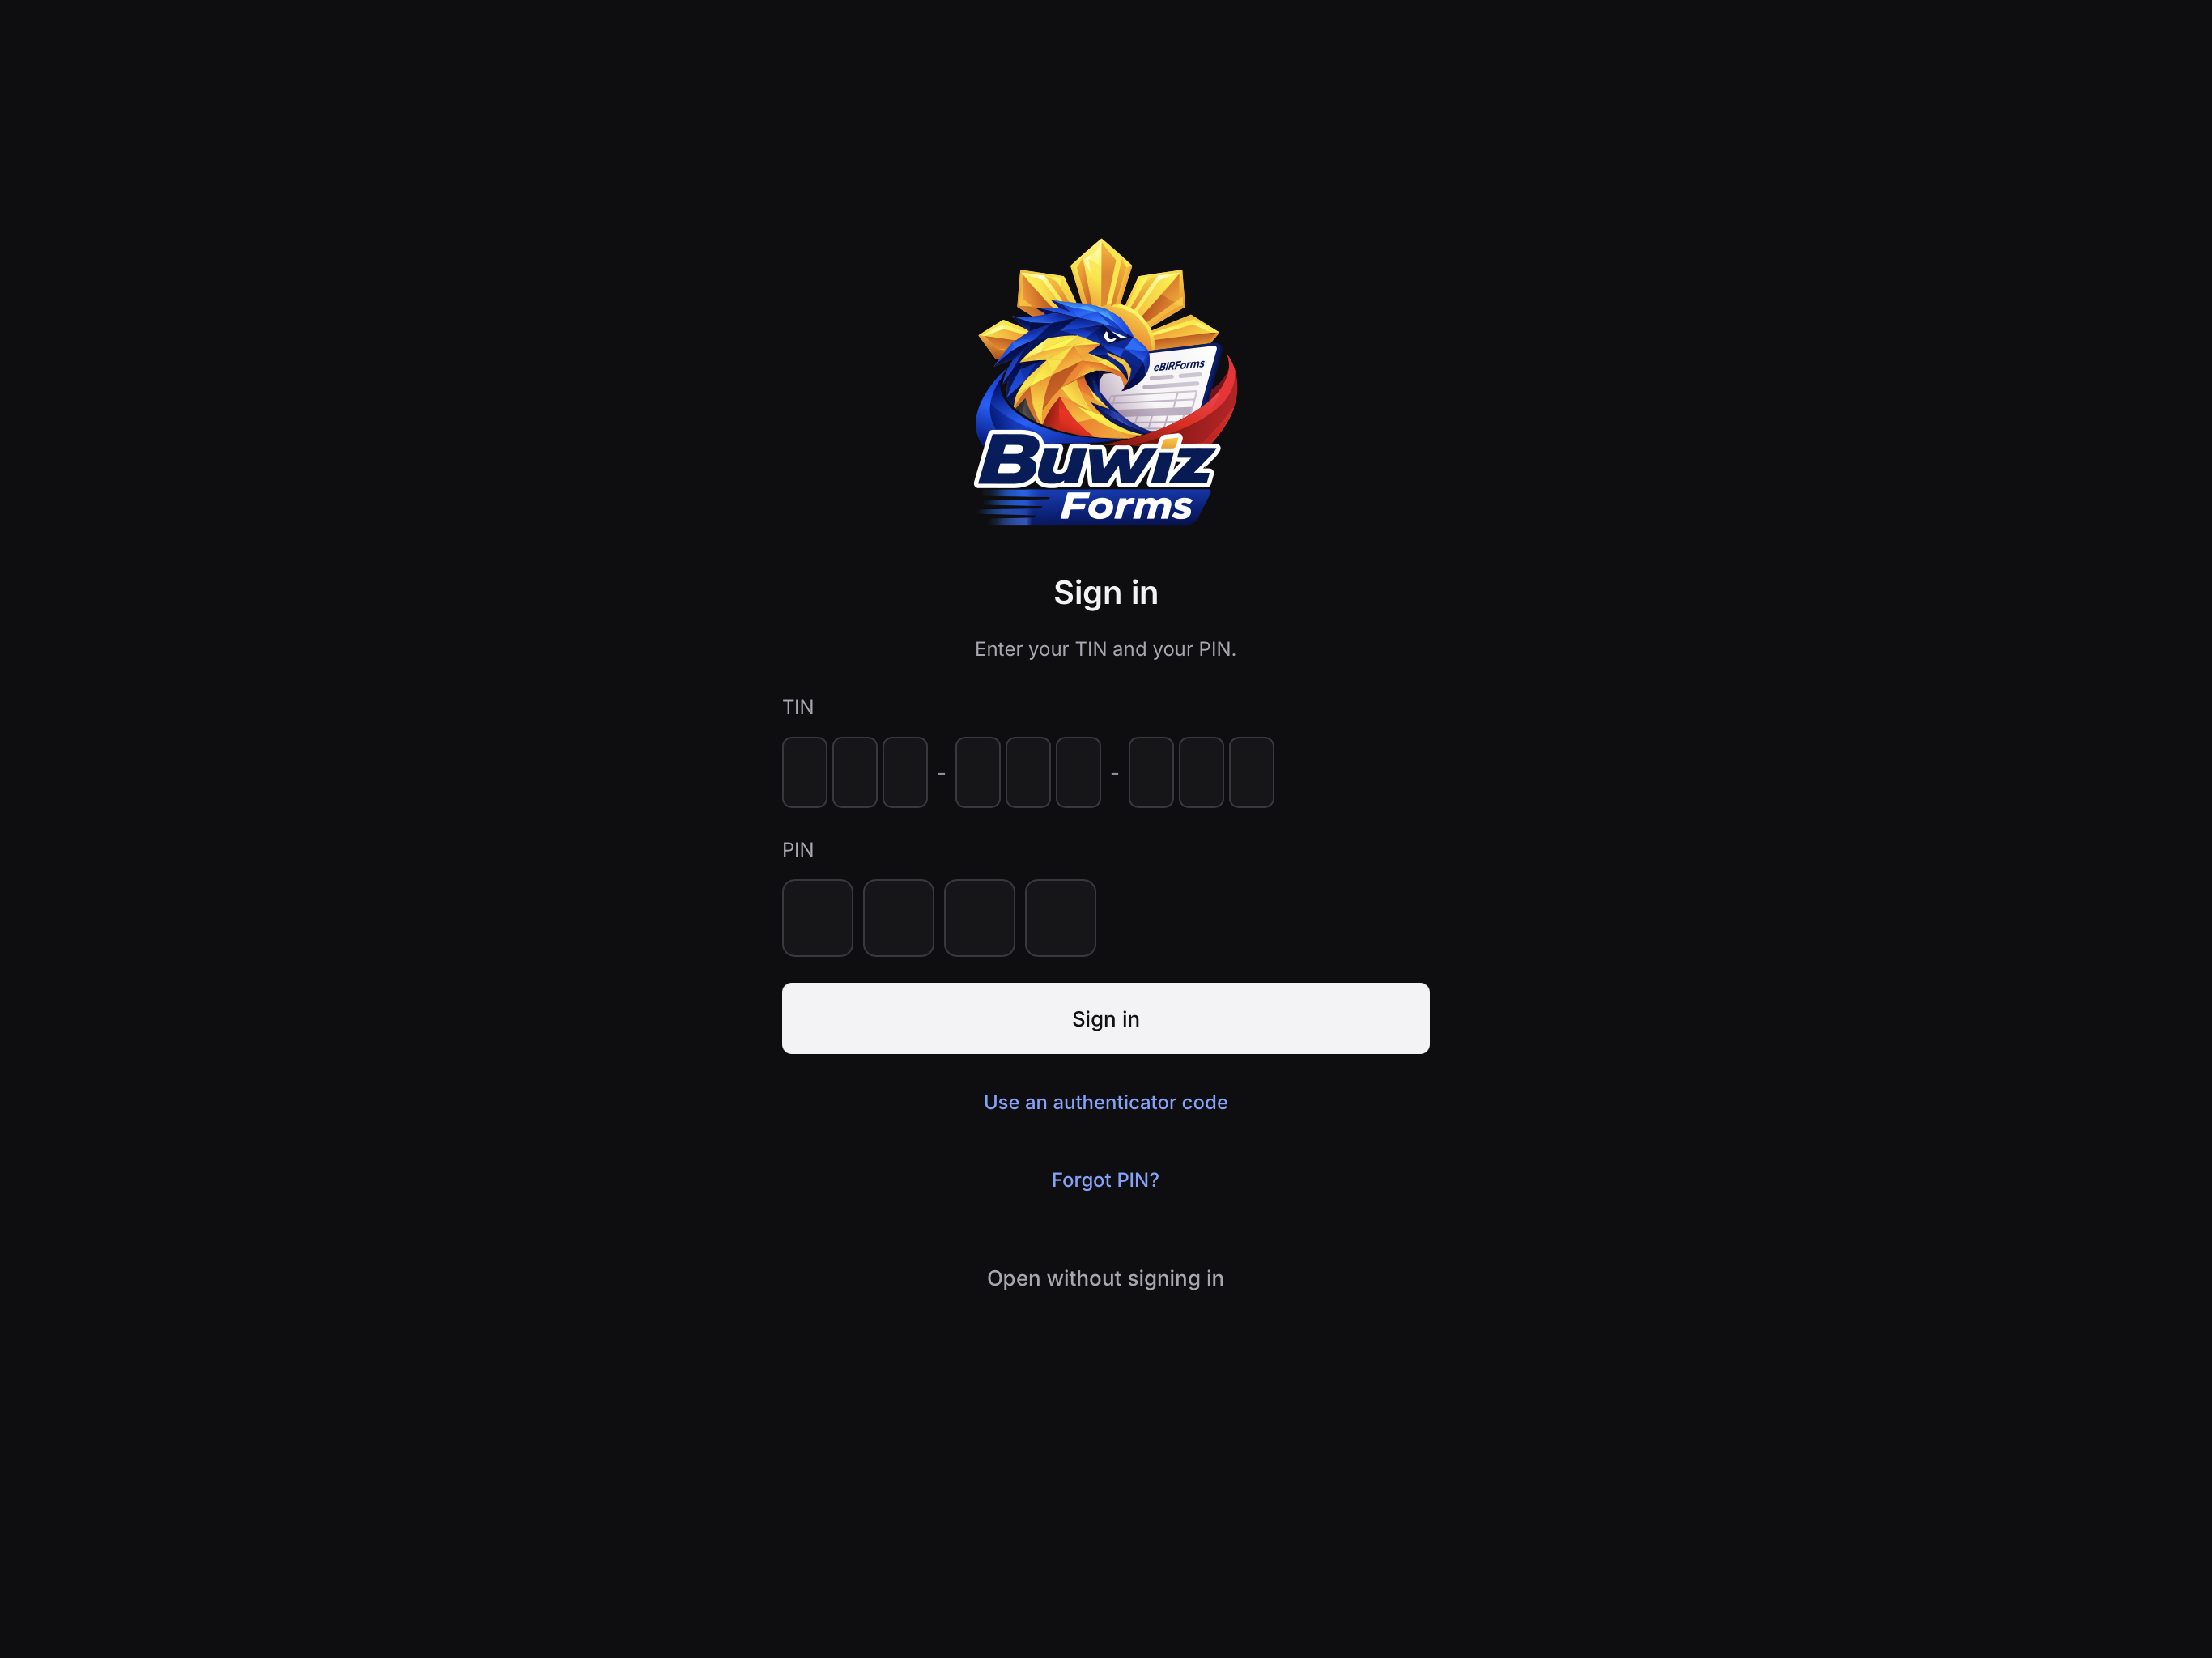 eBIRForms
Buwiz
Forms
Sign in
Enter your TIN and your PIN.
TIN
- -
PIN
Sign in
Use an authenticator code
Forgot PIN?
Open without signing in